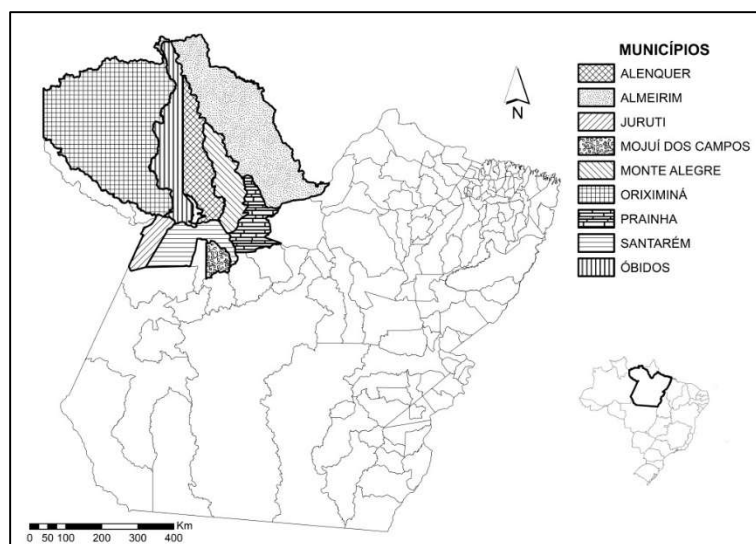 MUNICÍPIOS
ALENQUER
ALMEIRIM
JURUTI
MOJUÍ DOS CAMPOS
MONTE ALEGRE
ORIXIMINÁ
PRAINHA
SANTARÉM
ÓBIDOS
N
Km
0 50 100 200 300 400